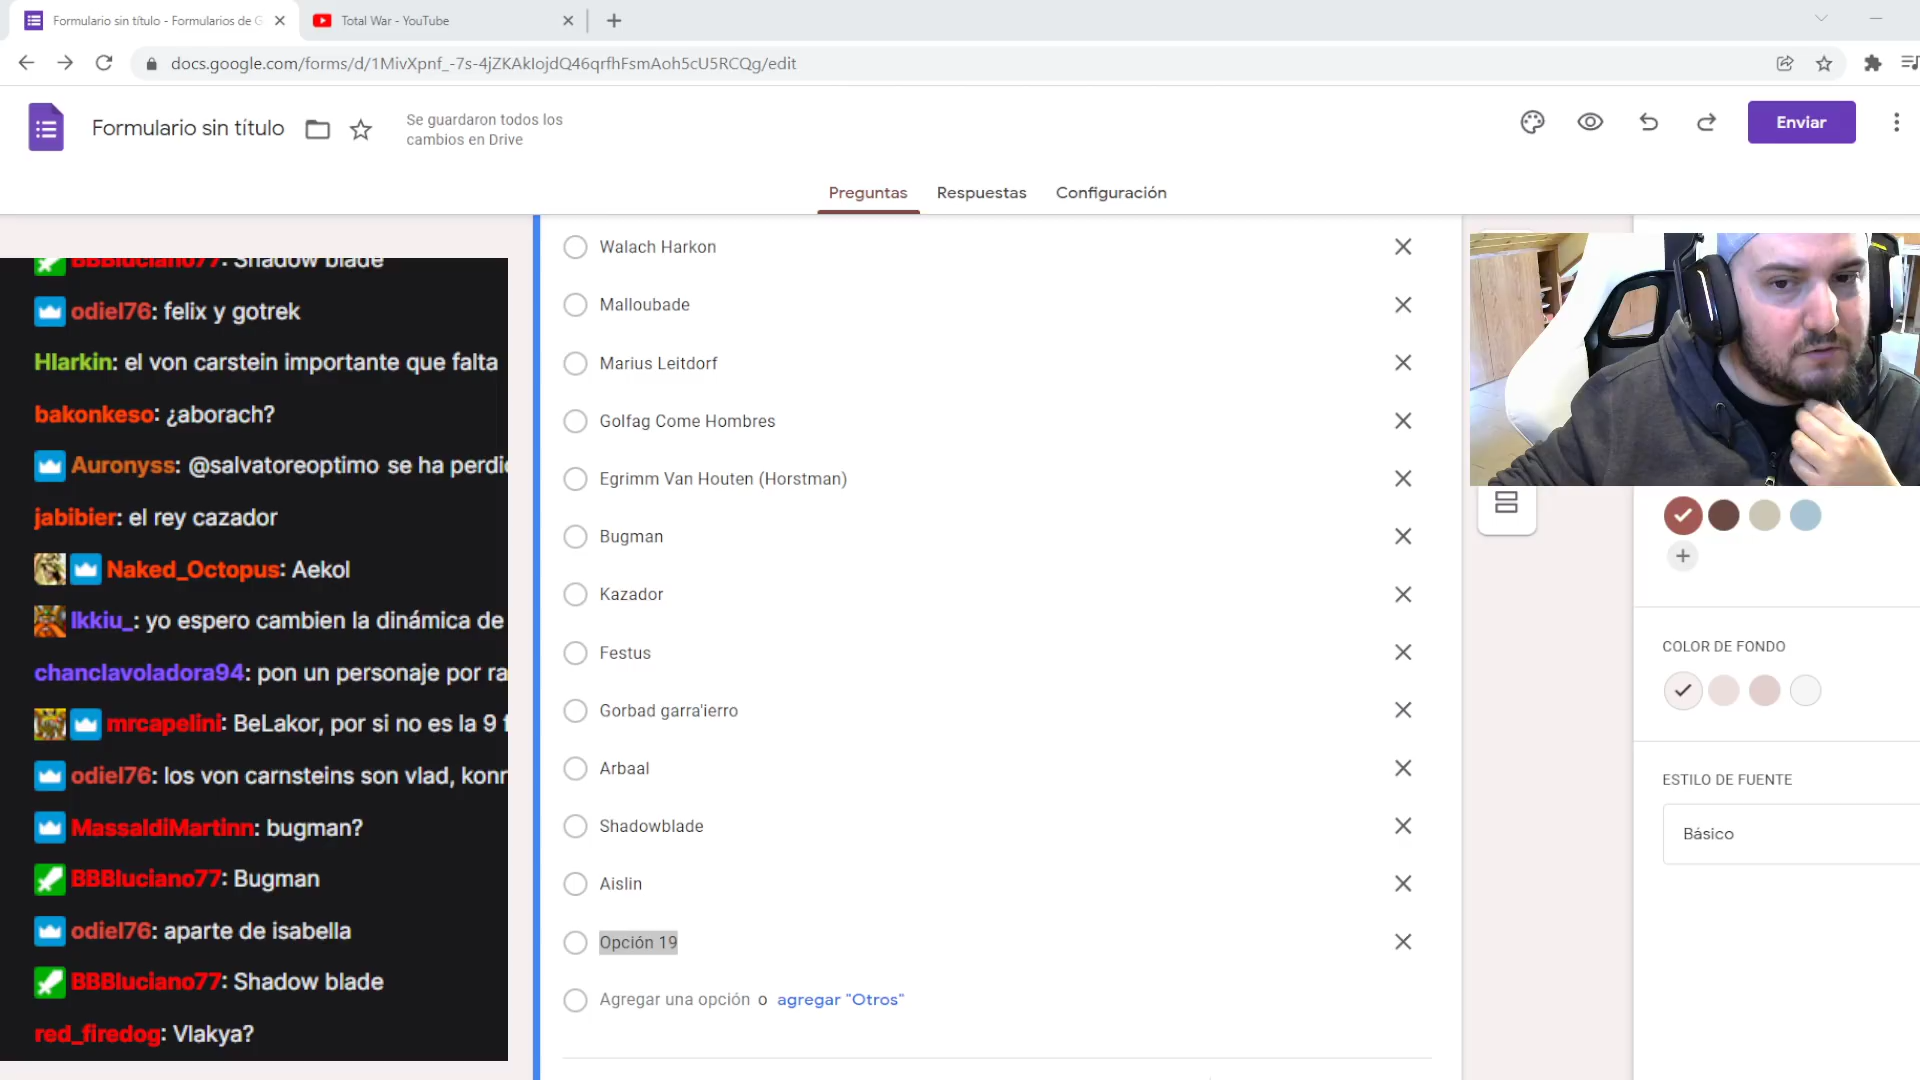 Formulario sin título - Formularios de G
Total War - YouTube
docs.google.com/forms/d/1MivXpnf_-7s-4jZKAkIojdQ46qrfhFsmAoh5cU5RCQg/edit
Formulario sin título
Se guardaron todos los
cambios en Drive
Enviar
Preguntas
Respuestas
Configuración
BBBluciano77: Shadow blade
odiel76: felix y gotrek
Hlarkin: el von carstein importante que falta
bakonkeso: ¿aborach?
Auronyss: @salvatoreoptimo se ha perdi
jabibier: el rey cazador
Naked_Octopus: Aekol
Ikkiu_: yo espero cambien la dinámica de
chanclavoladora94: pon un personaje por ra
mrcapelini: BeLakor, por si no es la 9 f
odiel76: los von carnsteins son vlad, konr
MassaldiMartinn: bugman?
BBBluciano77: Bugman
odiel76: aparte de isabella
BBBluciano77: Shadow blade
red_firedog: Vlakya?
Walach Harkon
Malloubade
Marius Leitdorf
Golfag Come Hombres
Egrimm Van Houten (Horstman)
Bugman
Kazador
Festus
Gorbad garra'ierro
Arbaal
Shadowblade
Aislin
Opción 19
Agregar una opción o agregar "Otros"
COLOR DE FONDO
ESTILO DE FUENTE
Básico